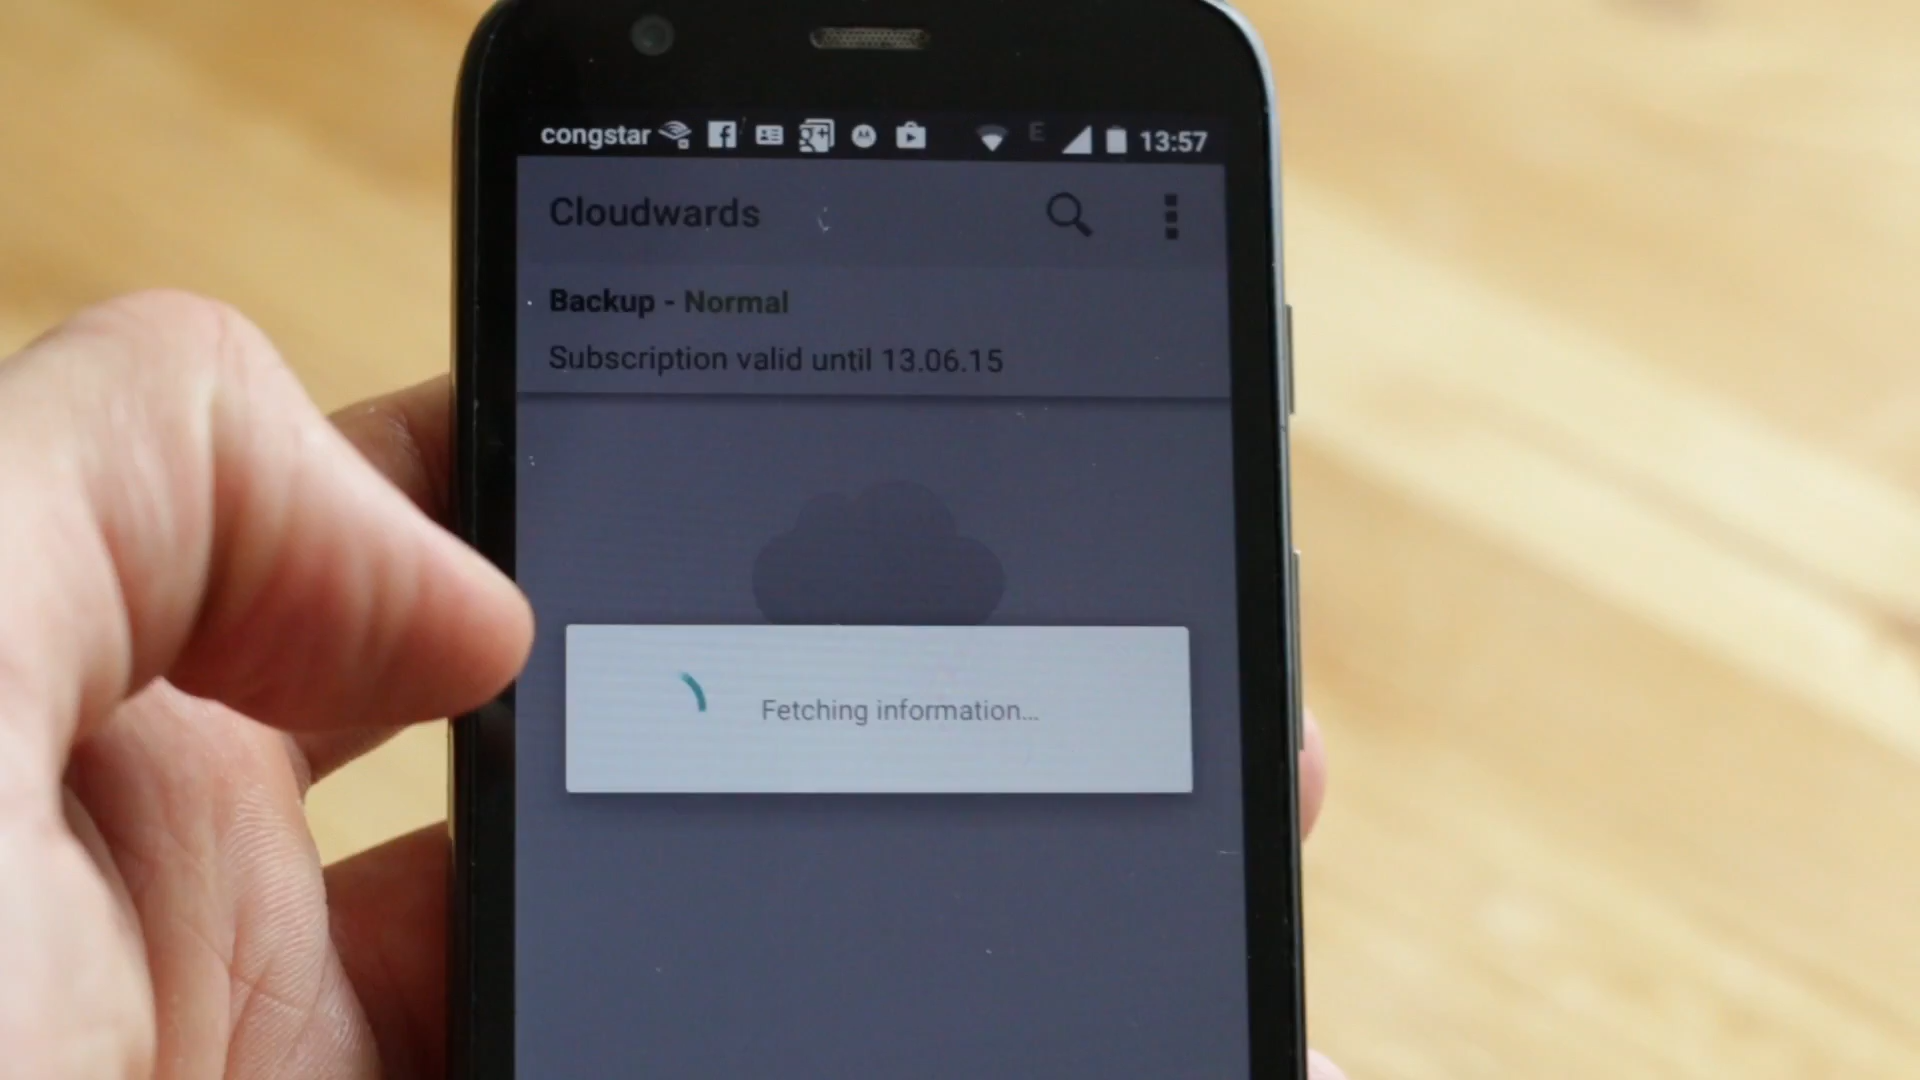 congstar E 13:57
Cloudwards
Backup - Normal
Subscription valid until 13.06.15
Fetching information...